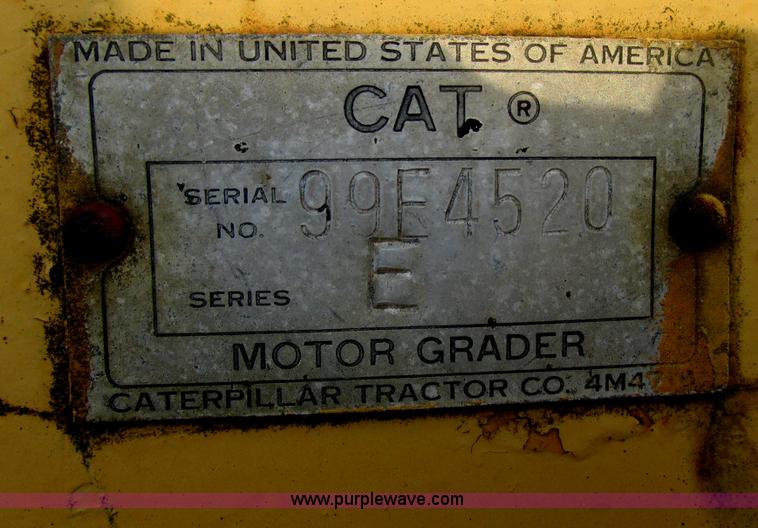 MADE IN UNITED STATES OF AMERICA
CAT ®
SERIAL NO. 99E4520
SERIES E
MOTOR GRADER
CATERPILLAR TRACTOR CO.
www.purplewave.com